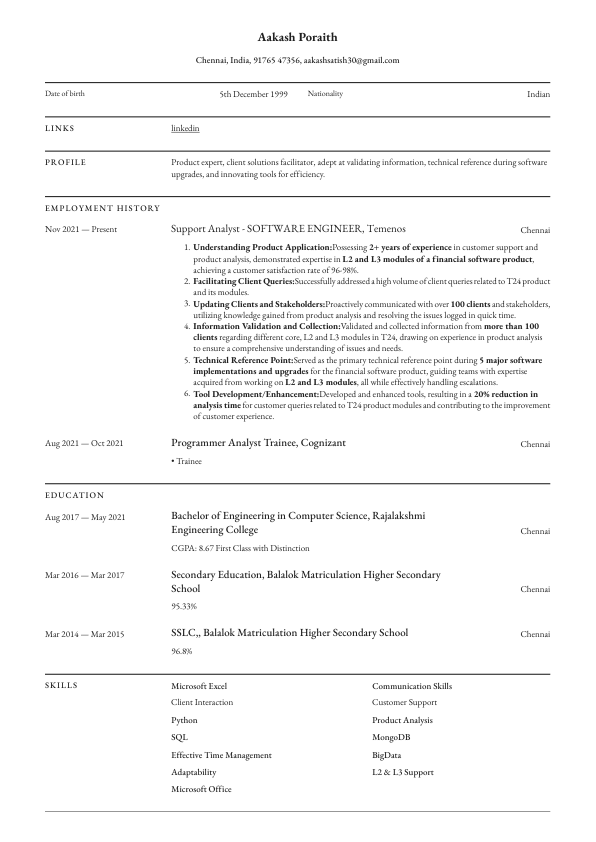 Aakash Poraith
Chennai, India, 91765 47356, aakashsatish30@gmail.com
Date of birth 5th December 1999 Nationality Indian
LINKS linkedin
PROFILE Product expert, client solutions facilitator, adept at validating information, technical reference during software
upgrades, and innovating tools for efficiency.
EMPLOYMENT HISTORY
Nov 2021 — Present Support Analyst - SOFTWARE ENGINEER, Temenos Chennai
1. Understanding Product Application:Possessing 2+ years of experience in customer support and
product analysis, demonstrated expertise in L2 and L3 modules of a financial software product,
achieving a customer satisfaction rate of 96-98%.
2. Facilitating Client Queries:Successfully addressed a high volume of client queries related to T24 product
and its modules.
3. Updating Clients and Stakeholders:Proactively communicated with over 100 clients and stakeholders,
utilizing knowledge gained from product analysis and resolving the issues logged in quick time.
4. Information Validation and Collection:Validated and collected information from more than 100
clients regarding different core, L2 and L3 modules in T24, drawing on experience in product analysis
to ensure a comprehensive understanding of issues and needs.
5. Technical Reference Point:Served as the primary technical reference point during 5 major software
implementations and upgrades for the financial software product, guiding teams with expertise
acquired from working on L2 and L3 modules, all while effectively handling escalations.
6. Tool Development/Enhancement:Developed and enhanced tools, resulting in a 20% reduction in
analysis time for customer queries related to T24 product modules and contributing to the improvement
of customer experience.
Aug 2021 — Oct 2021 Programmer Analyst Trainee, Cognizant Chennai
• Trainee
EDUCATION
Aug 2017 — May 2021 Bachelor of Engineering in Computer Science, Rajalakshmi
Engineering College Chennai
CGPA: 8.67 First Class with Distinction
Mar 2016 — Mar 2017 Secondary Education, Balalok Matriculation Higher Secondary
School Chennai
95.33%
Mar 2014 — Mar 2015 SSLC,, Balalok Matriculation Higher Secondary School Chennai
96.8%
SKILLS Microsoft Excel Communication Skills
Client Interaction Customer Support
Python Product Analysis
SQL MongoDB
Effective Time Management BigData
Adaptability L2 & L3 Support
Microsoft Office